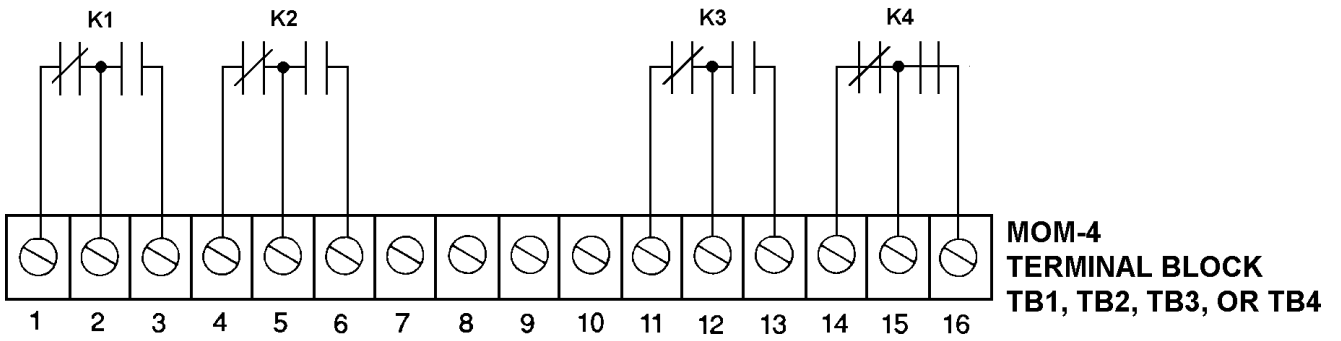 K1 K2 K3 K4
MOM-4
TERMINAL BLOCK
TB1, TB2, TB3, OR TB4
1 2 3 4 5 6 7 8 9 10 11 12 13 14 15 16